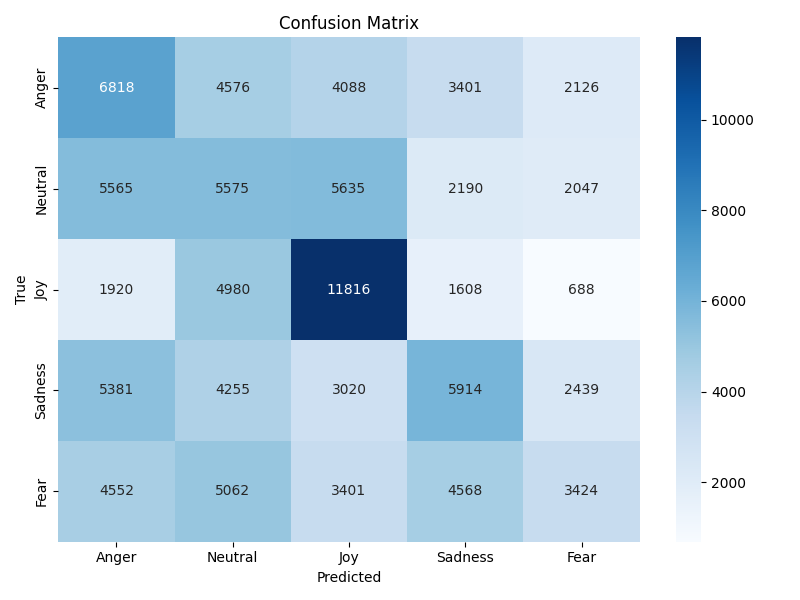 Confusion Matrix
True
Anger 6818 4576 4088 3401 2126
Neutral 5565 5575 5635 2190 2047
Joy 1920 4980 11816 1608 688
Sadness 5381 4255 3020 5914 2439
Fear 4552 5062 3401 4568 3424
Anger Neutral Joy Sadness Fear
Predicted
10000
8000
6000
4000
2000